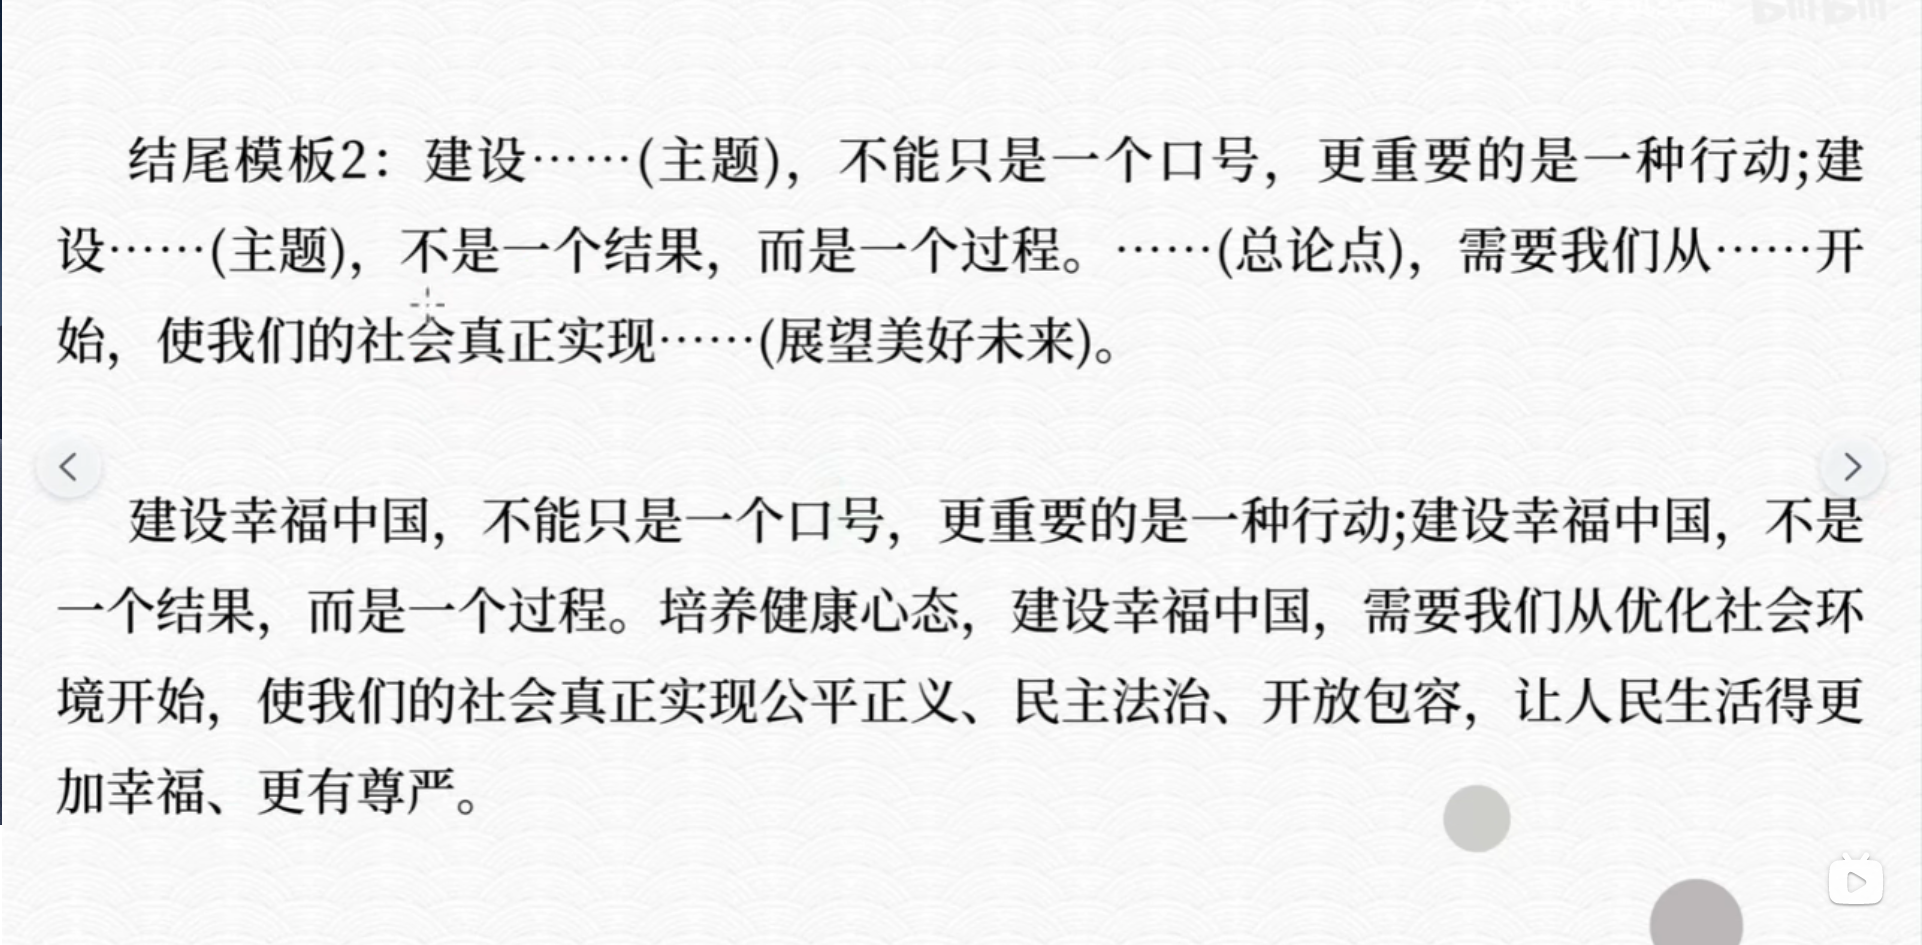 结尾模板2：建设……(主题)，不能只是一个口号，更重要的是一种行动;建
设……(主题)，不是一个结果，而是一个过程。……(总论点)，需要我们从……开
始，使我们的社会真正实现……(展望美好未来)。
建设幸福中国，不能只是一个口号，更重要的是一种行动;建设幸福中国，不是
一个结果，而是一个过程。培养健康心态，建设幸福中国，需要我们从优化社会环
境开始，使我们的社会真正实现公平正义、民主法治、开放包容，让人民生活得更
加幸福、更有尊严。